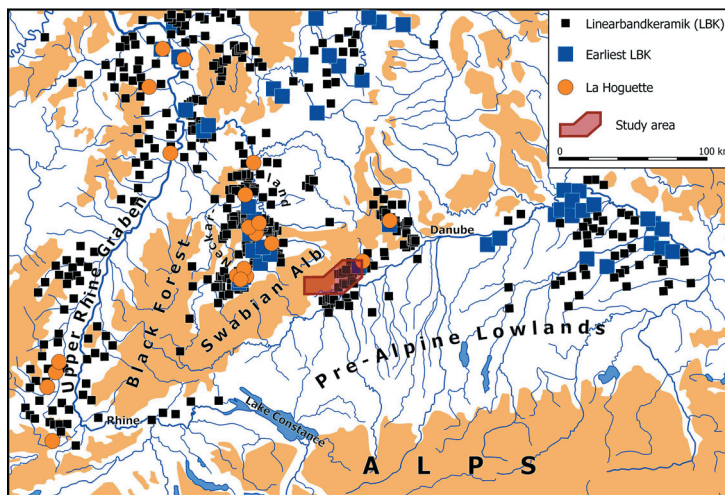 Linearbandkeramik (LBK)
Earliest LBK
La Hoguette
Study area
0 100 km
Neckar-
land
Danube
Upper Rhine Graben
Black Forest
Swabian Alb
Pre-Alpine Lowlands
Rhine
Lake Constance
ALPS